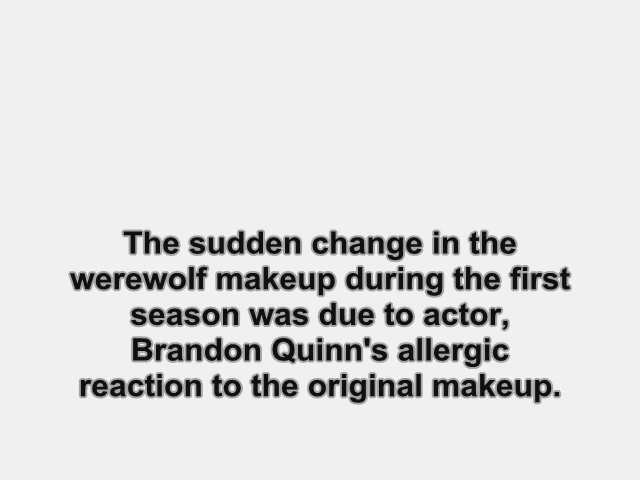 The sudden change in the
werewolf makeup during the first
season was due to actor,
Brandon Quinn's allergic
reaction to the original makeup.